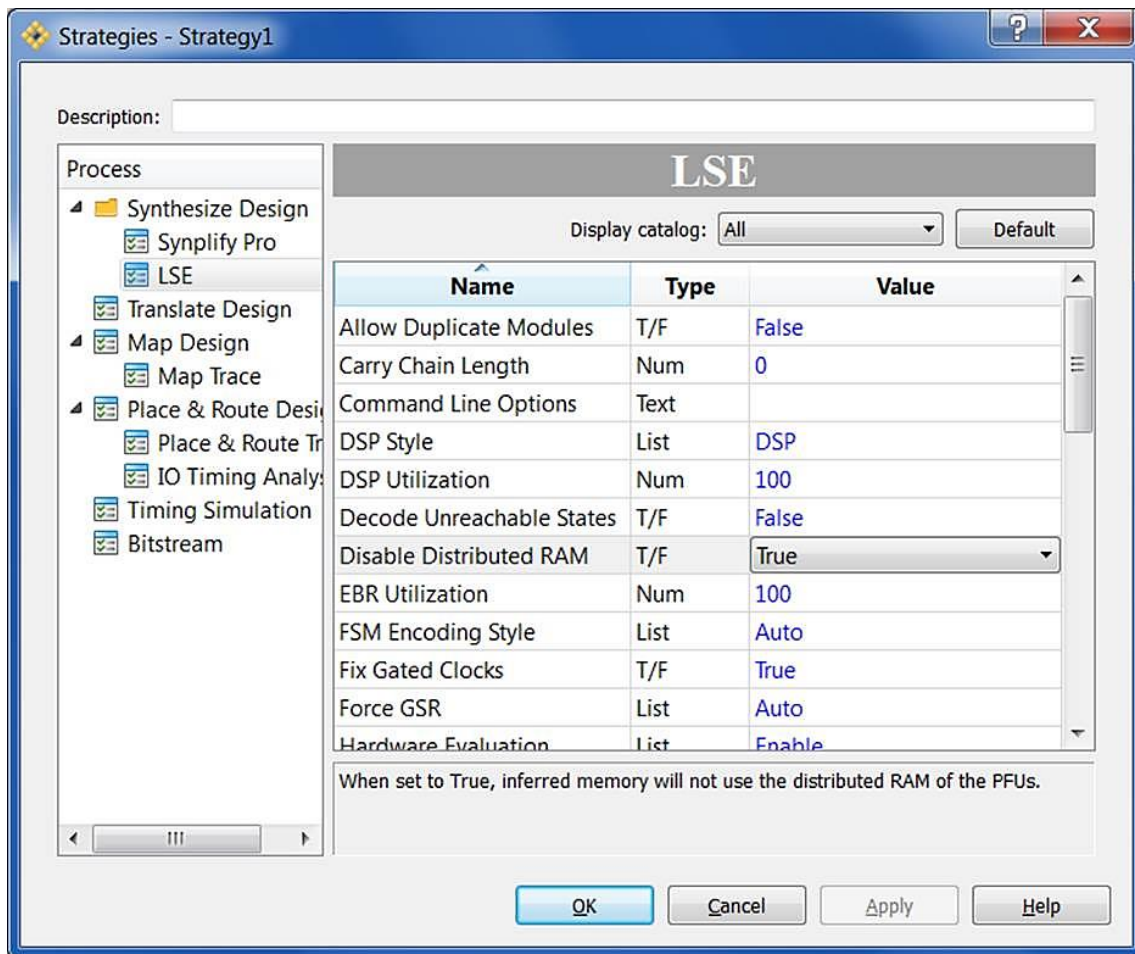 Strategies - Strategy1
Description:
Process
Synthesize Design
Synplify Pro
LSE
Translate Design
Map Design
Map Trace
Place & Route Desi
Place & Route Tr
IO Timing Analys
Timing Simulation
Bitstream
LSE
Display catalog: All Default
Name Type Value
Allow Duplicate Modules T/F False
Carry Chain Length Num 0
Command Line Options Text
DSP Style List DSP
DSP Utilization Num 100
Decode Unreachable States T/F False
Disable Distributed RAM T/F True
EBR Utilization Num 100
FSM Encoding Style List Auto
Fix Gated Clocks T/F True
Force GSR List Auto
Hardware Evaluation List Enable
When set to True, inferred memory will not use the distributed RAM of the PFUs.
OK Cancel Apply Help